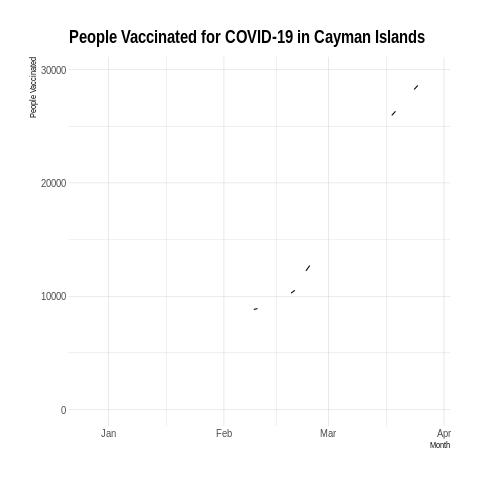 People Vaccinated for COVID-19 in Cayman Islands
People Vaccinated
30000
20000
10000
0
Jan Feb Mar Apr
Month